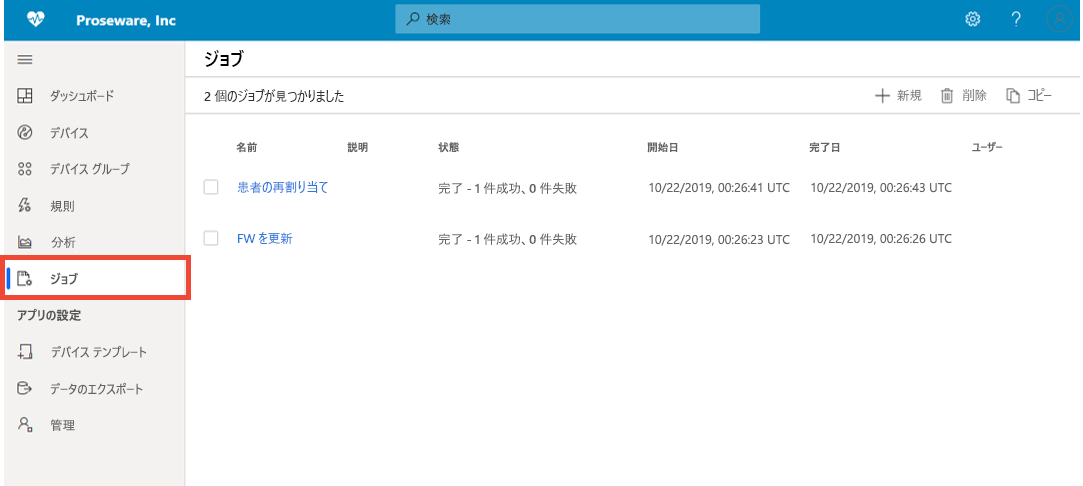 Proseware, Inc
検索
?
ジョブ
2 個のジョブが見つかりました
新規
削除
コピー
ダッシュボード
デバイス
デバイス グループ
規則
分析
ジョブ
アプリの設定
デバイス テンプレート
データのエクスポート
管理
名前 説明 状態 開始日 完了日 ユーザー
患者の再割り当て 完了 - 1 件成功、0 件失敗 10/22/2019, 00:26:41 UTC 10/22/2019, 00:26:43 UTC
FW を更新 完了 - 1 件成功、0 件失敗 10/22/2019, 00:26:23 UTC 10/22/2019, 00:26:26 UTC